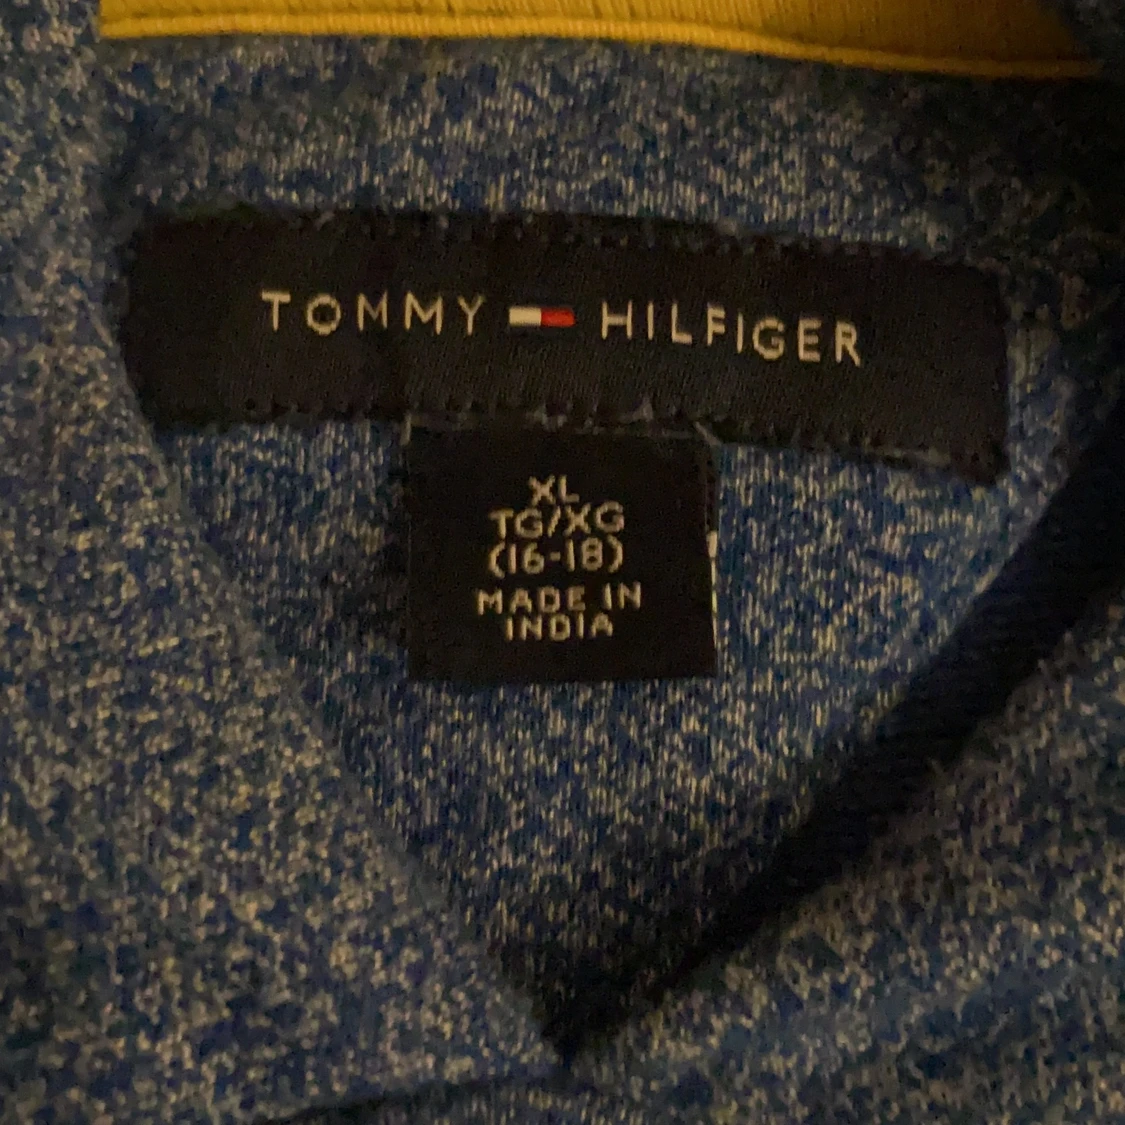 TOMMY HILFIGER
XL
TG/XG
(16-18)
MADE IN
INDIA